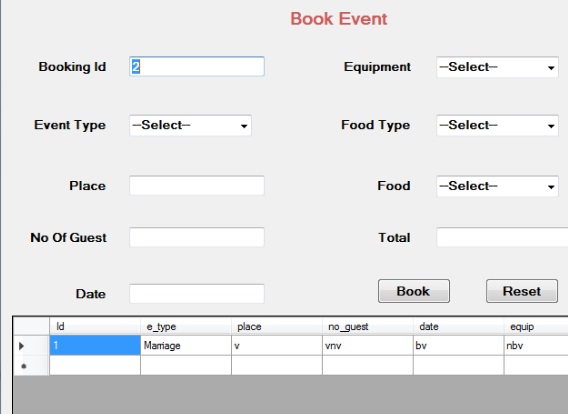 Book Event
Booking Id 2 Equipment --Select--
Event Type --Select-- Food Type --Select--
Place Food --Select--
No Of Guest Total
Date Book Reset
Id e_type place no_guest date equip
1 Marriage v vnv bv nbv